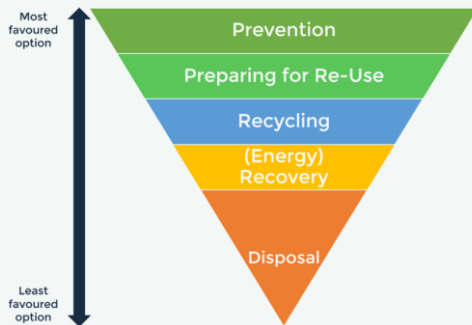 Most
favoured
option
Prevention
Preparing for Re-Use
Recycling
(Energy)
Recovery
Disposal
Least
favoured
option